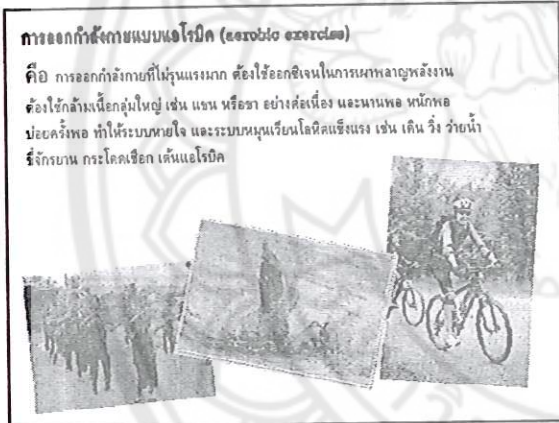 การออกกำลังกายแบบแอโรบิค (aerobic exercise)
คือ การออกกำลังกายที่ไม่รุนแรงมาก ต้องใช้ออกซิเจนในการเผาผลาญพลังงาน
ต้องใช้กล้ามเนื้อกลุ่มใหญ่ เช่น แขน หรือขา อย่างต่อเนื่อง และนานพอ หนักพอ
บ่อยครั้งพอ ทำให้ระบบหายใจ และระบบหมุนเวียนโลหิตแข็งแรง เช่น เดิน วิ่ง ว่ายน้ำ
ขี่จักรยาน กระโดดเชือก เต้นแอโรบิค